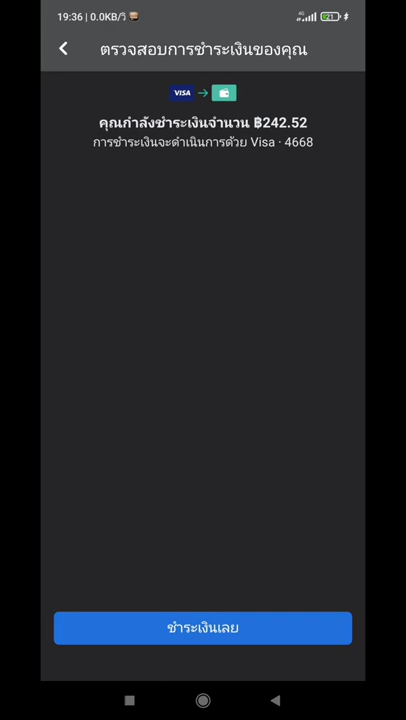 19:36 | 0.0KB/วิ
4G 21
ตรวจสอบการชำระเงินของคุณ
VISA
คุณกำลังชำระเงินจำนวน ฿242.52
การชำระเงินจะดำเนินการด้วย Visa · 4668
ชำระเงินเลย